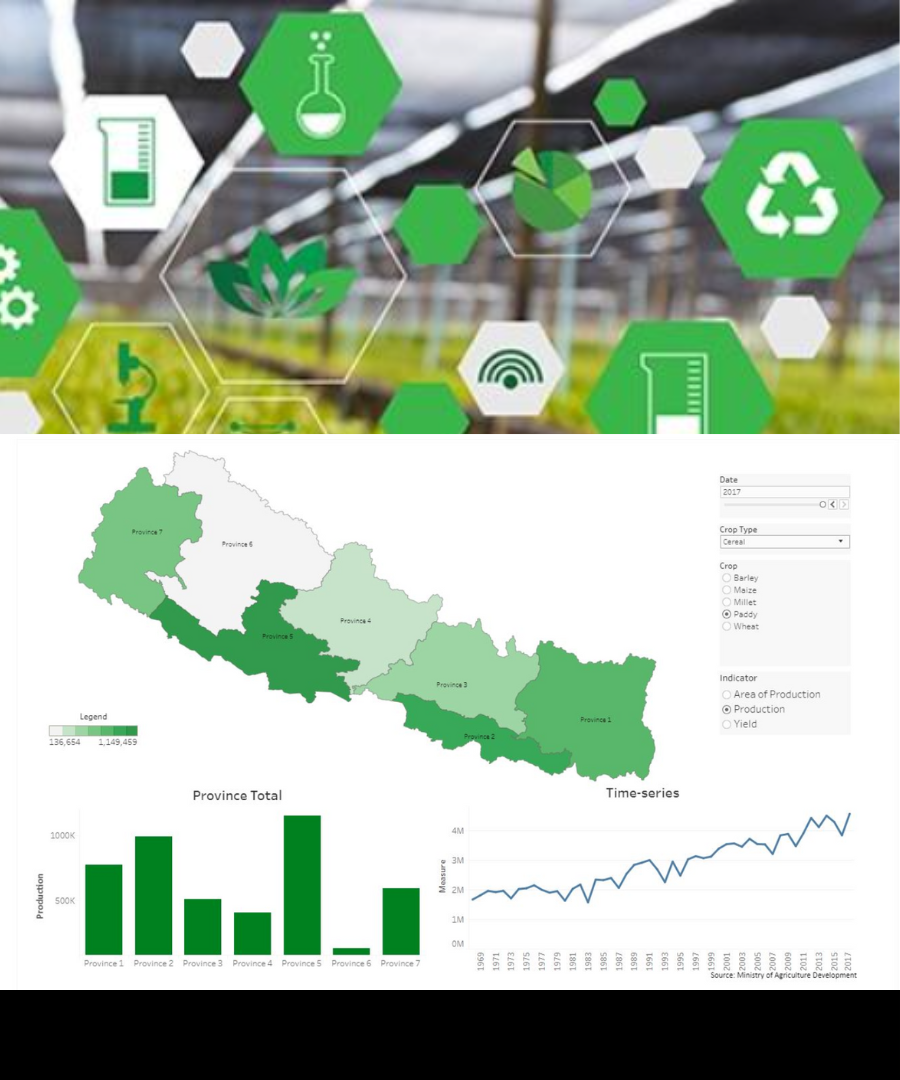 Province 7
Province 6
Province 5
Province 4
Province 3
Province 2
Province 1
Legend
136,654 1,149,459
Date
2017
Crop Type
Cereal
Crop
Barley
Maize
Millet
Paddy
Wheat
Indicator
Area of Production
Production
Yield
Province Total
Production
1000K
500K
Province 1 Province 2 Province 3 Province 4 Province 5 Province 6 Province 7
Time-series
Measure
4M
3M
2M
1M
0M
1969 1971 1973 1975 1977 1979 1981 1983 1985 1987 1989 1991 1993 1995 1997 1999 2001 2003 2005 2007 2009 2011 2013 2015 2017
Source: Ministry of Agriculture Development